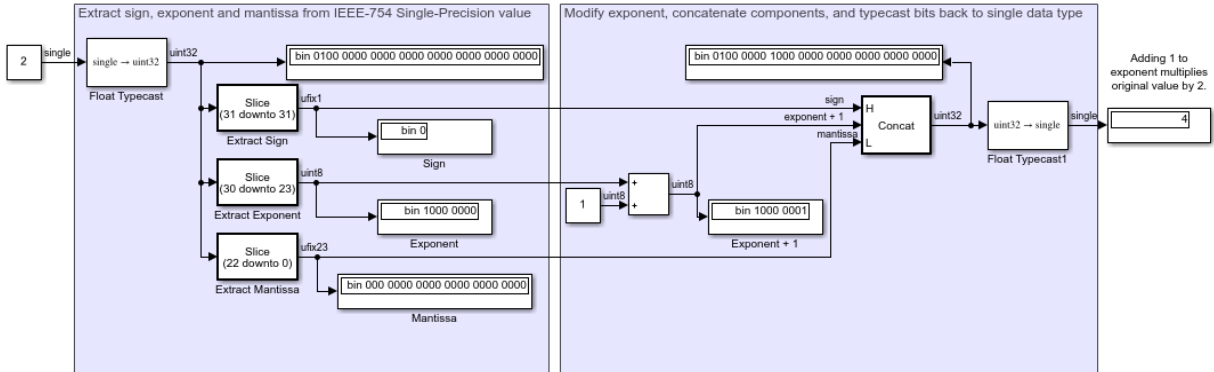 Extract sign, exponent and mantissa from IEEE-754 Single-Precision value
2
single
single → uint32
Float Typecast
uint32
bin 0100 0000 0000 0000 0000 0000 0000 0000
Slice
(31 downto 31)
Extract Sign
ufix1
bin 0
Sign
Slice
(30 downto 23)
Extract Exponent
uint8
bin 1000 0000
Exponent
Slice
(22 downto 0)
Extract Mantissa
ufix23
bin 000 0000 0000 0000 0000 0000
Mantissa
Modify exponent, concatenate components, and typecast bits back to single data type
bin 0100 0000 1000 0000 0000 0000 0000 0000
1
uint8
+
+
uint8
bin 1000 0001
Exponent + 1
sign
exponent + 1
mantissa
H
Concat
L
uint32
uint32 → single
Float Typecast1
single
Adding 1 to
exponent multiplies
original value by 2.
4